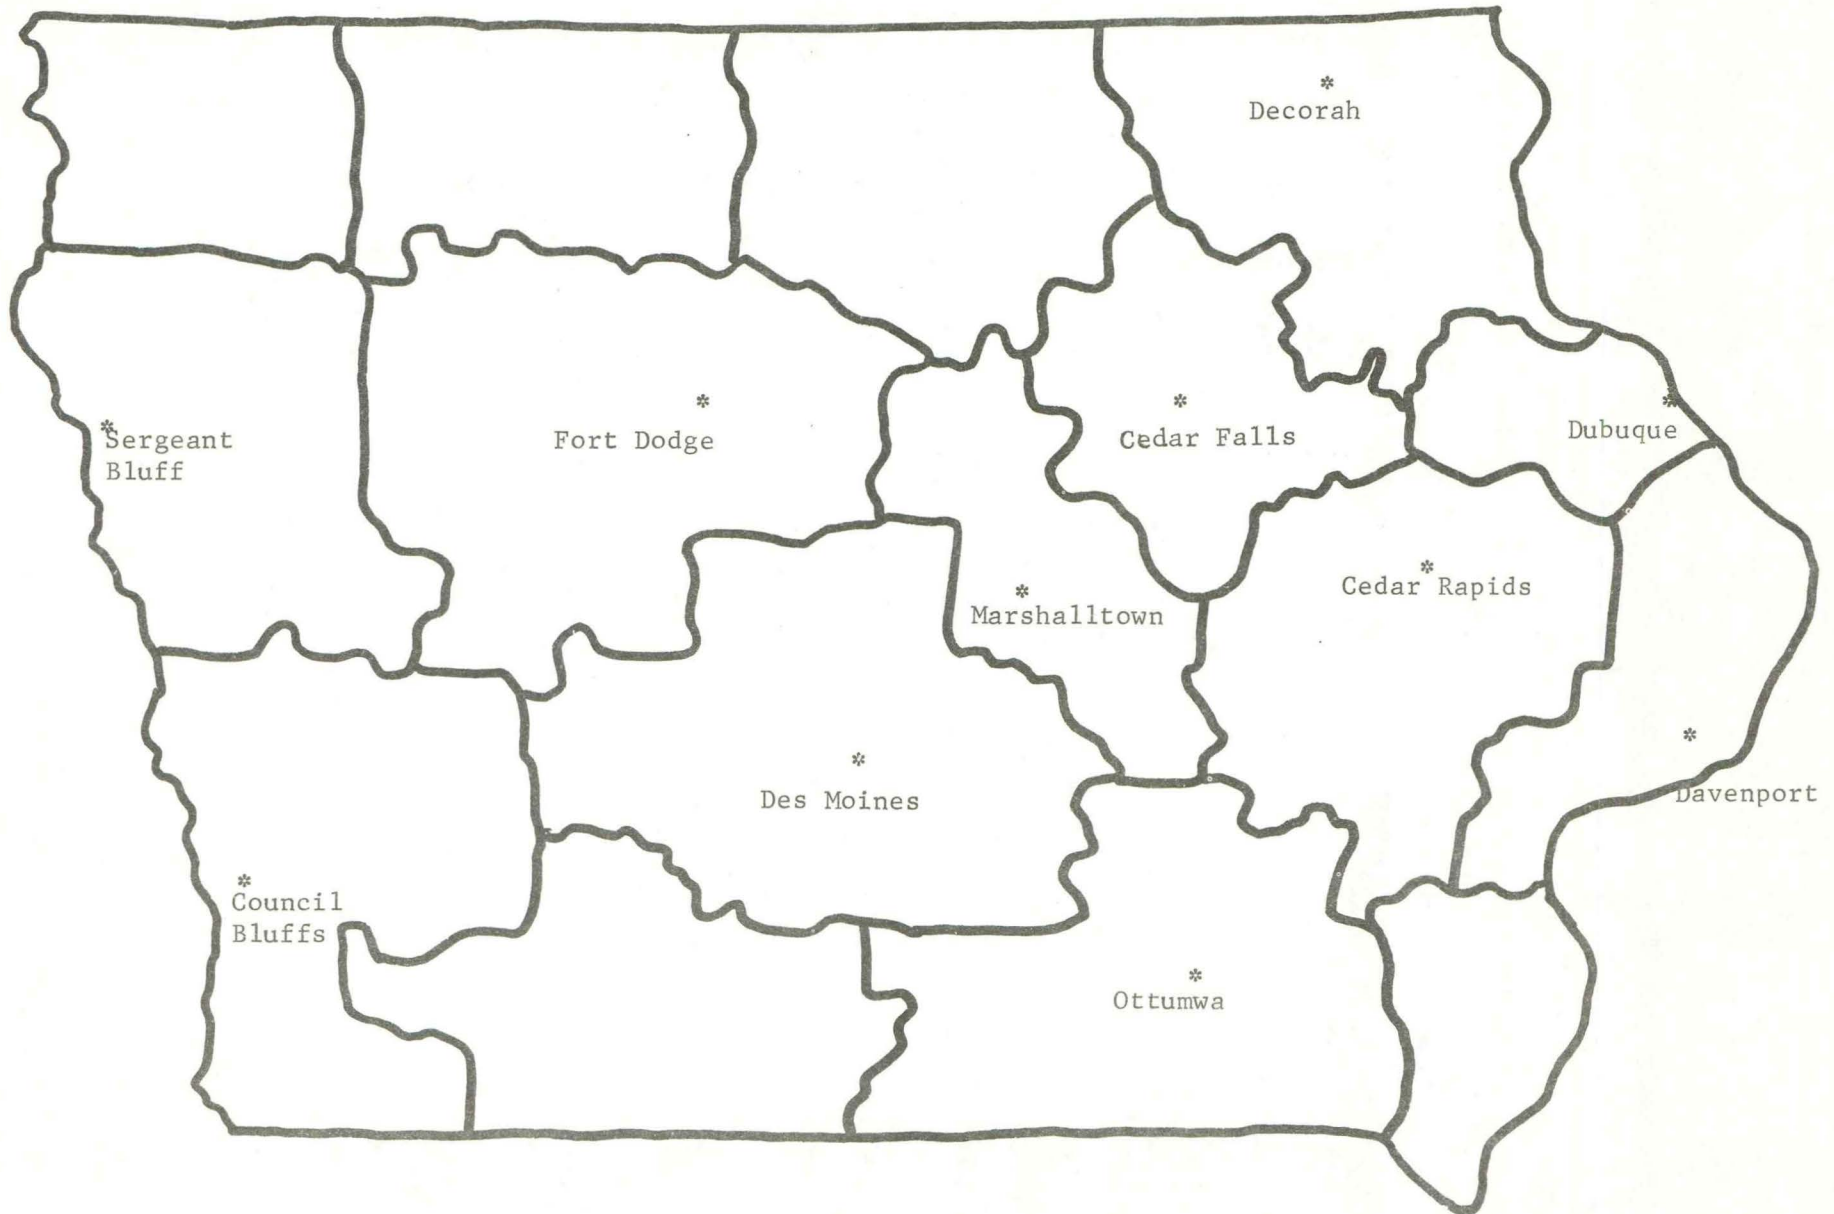 *
Decorah
*
Sergeant
Bluff
*
Fort Dodge
*
Cedar Falls
*
Dubuque
*
Cedar Rapids
*
Marshalltown
*
Davenport
*
Des Moines
*
Council
Bluffs
*
Ottumwa